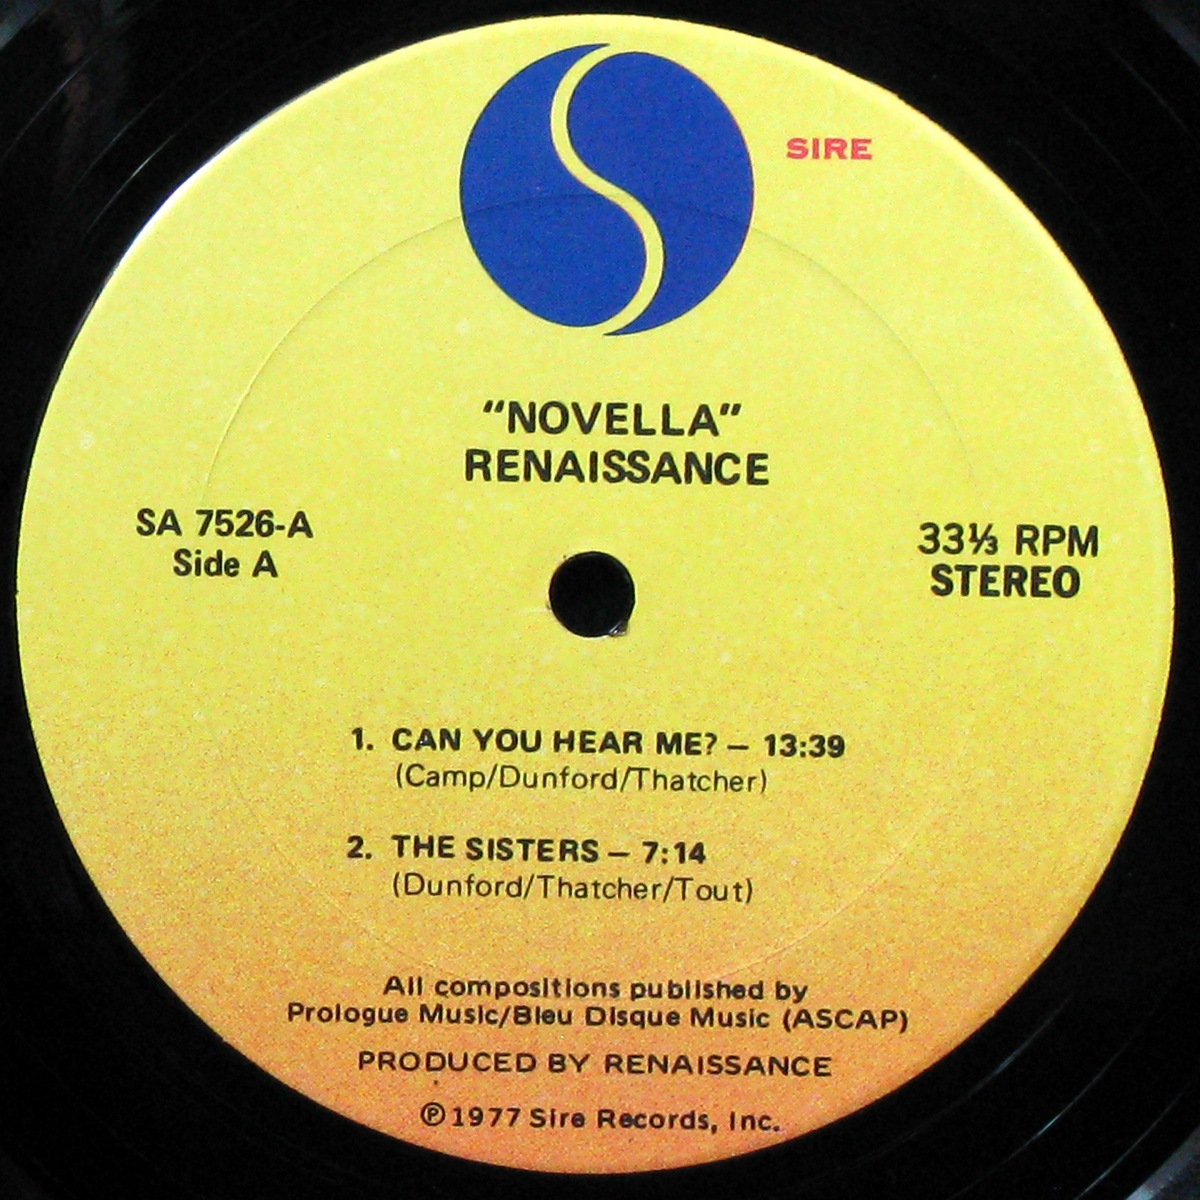 SIRE
"NOVELLA"
RENAISSANCE
SA 7526-A
Side A
33⅓ RPM
STEREO
1. CAN YOU HEAR ME? – 13:39
(Camp/Dunford/Thatcher)
2. THE SISTERS – 7:14
(Dunford/Thatcher/Tout)
All compositions published by
Prologue Music/Bleu Disque Music (ASCAP)
PRODUCED BY RENAISSANCE
℗ 1977 Sire Records, Inc.